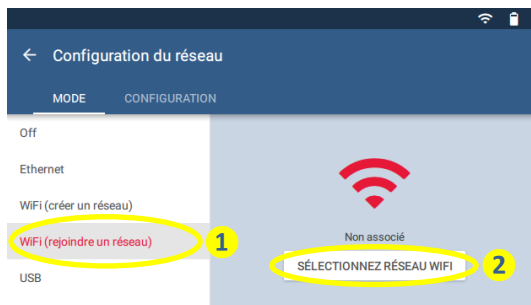 Configuration du réseau
MODE CONFIGURATION
Off
Ethernet
WiFi (créer un réseau)
WiFi (rejoindre un réseau) 1
USB
Non associé
SÉLECTIONNEZ RÉSEAU WIFI 2